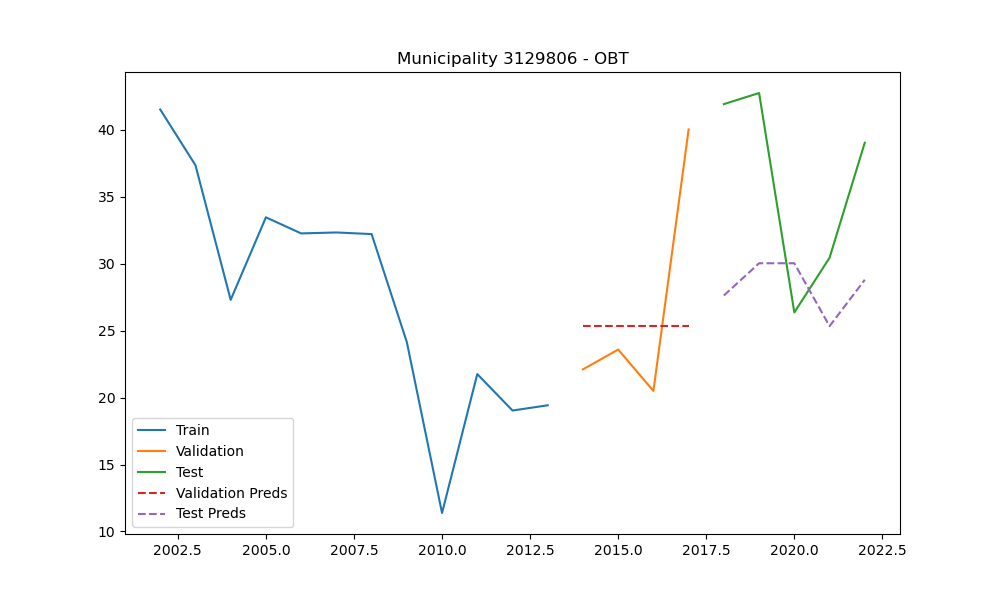 Municipality 3129806 - OBT
40
35
30
25
20
15
10
Train
Validation
Test
Validation Preds
Test Preds
2002.5 2005.0 2007.5 2010.0 2012.5 2015.0 2017.5 2020.0 2022.5